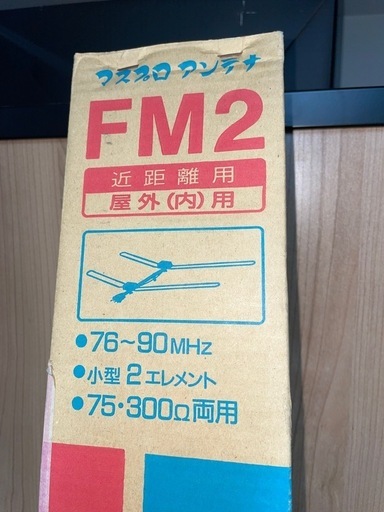 マスプロアンテナ
FM2
近距離用
屋外(内)用
●76~90MHz
●小型2エレメント
●75・300Ω両用